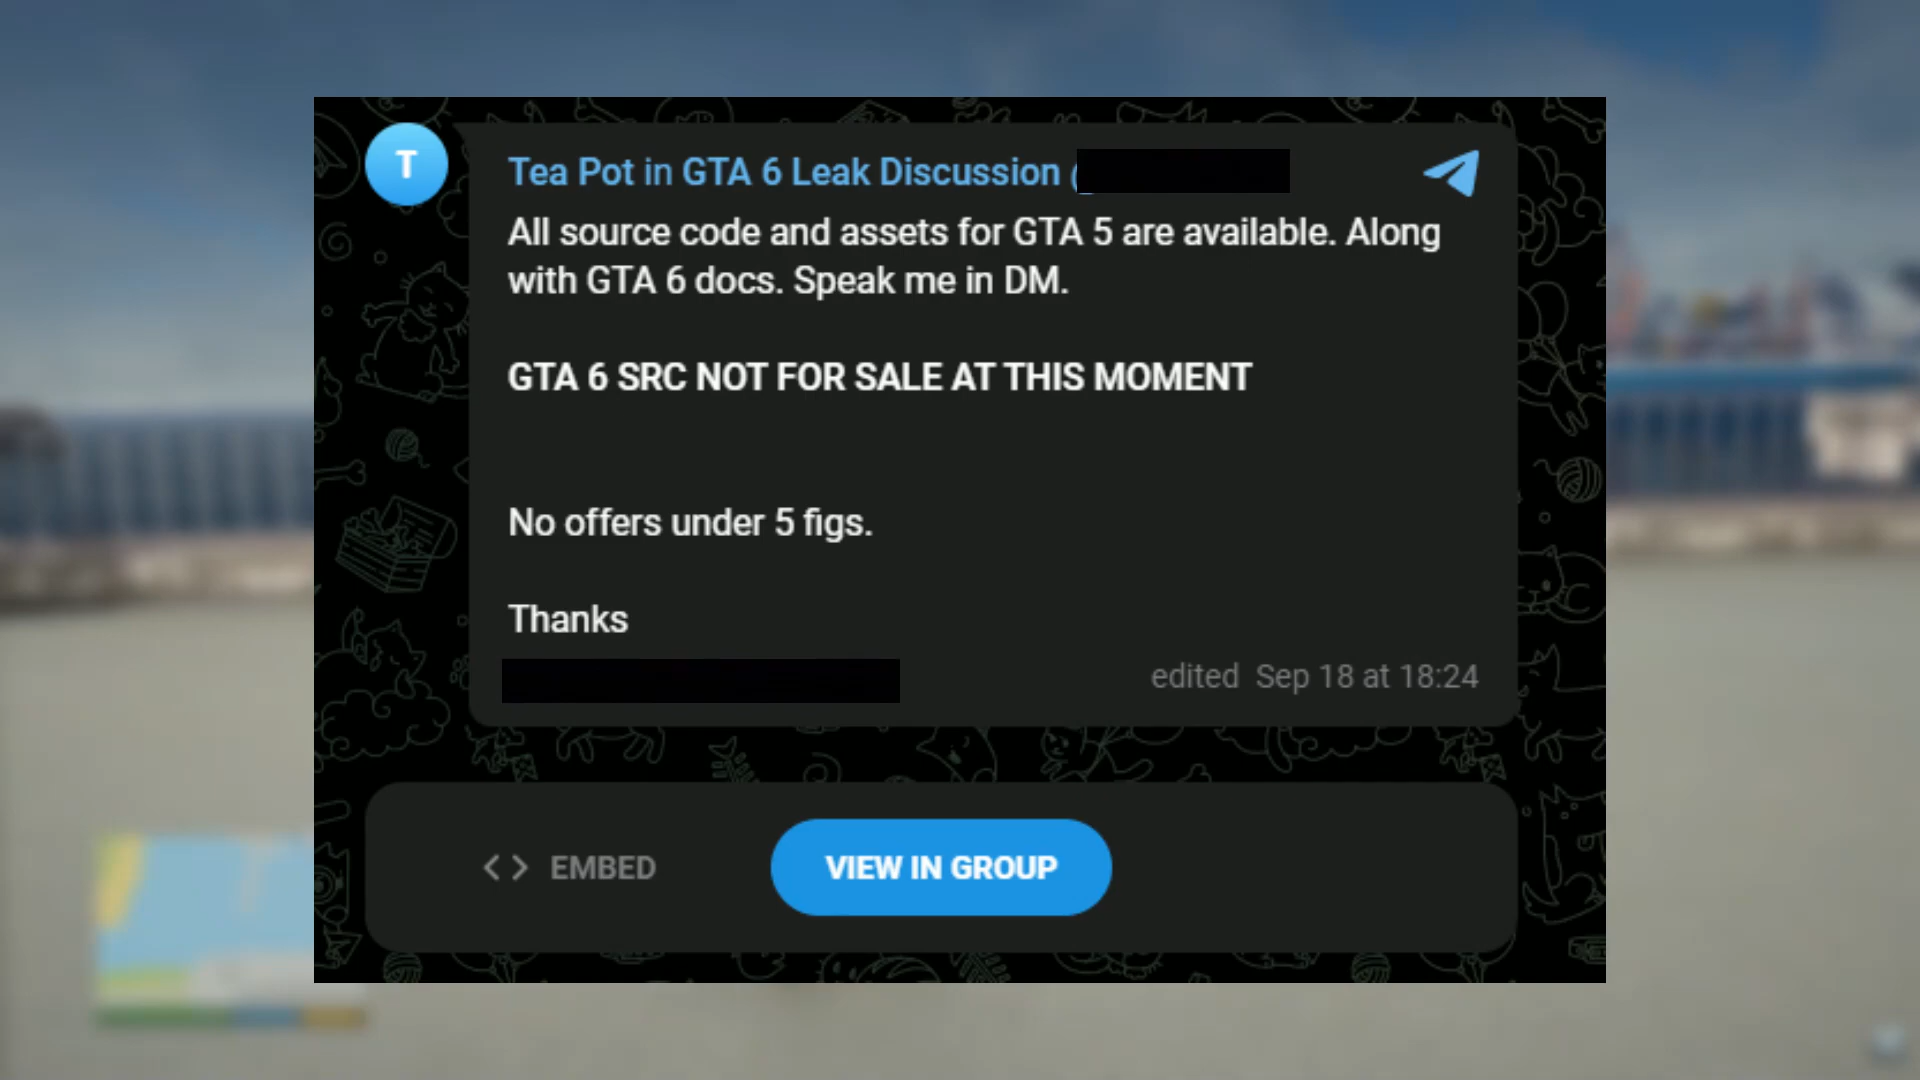 T
Tea Pot in GTA 6 Leak Discussion (
All source code and assets for GTA 5 are available. Along
with GTA 6 docs. Speak me in DM.
GTA 6 SRC NOT FOR SALE AT THIS MOMENT
No offers under 5 figs.
Thanks
edited Sep 18 at 18:24
<> EMBED
VIEW IN GROUP